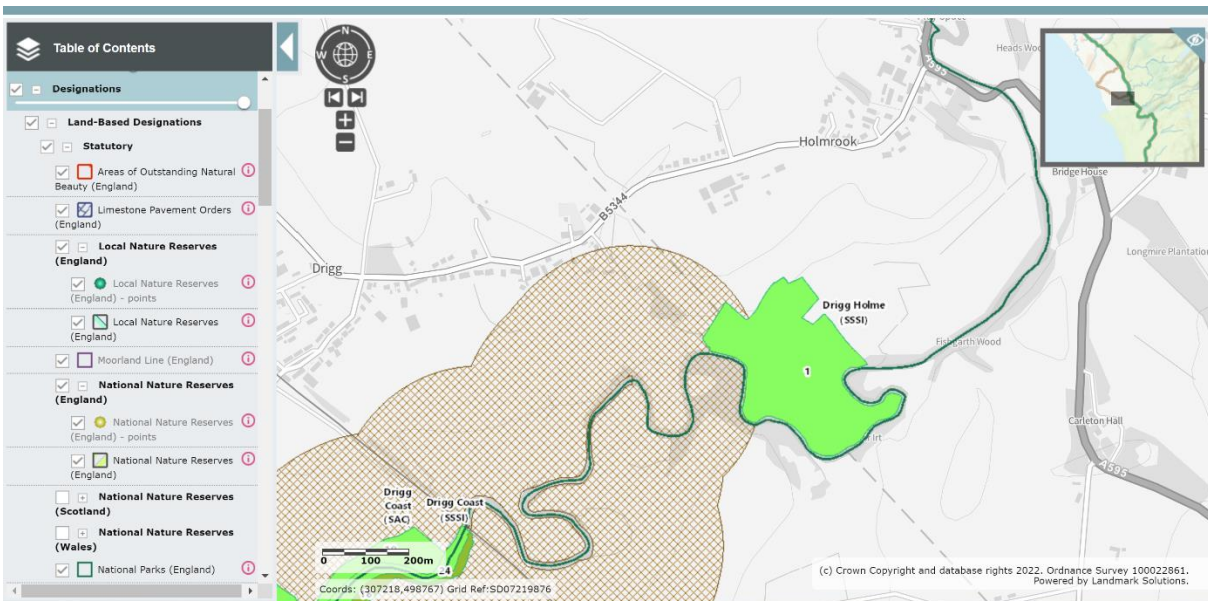 Table of Contents
Designations
Land-Based Designations
Statutory
Areas of Outstanding Natural
Beauty (England)
Limestone Pavement Orders
(England)
Local Nature Reserves
(England)
Local Nature Reserves
(England) - points
Local Nature Reserves
(England)
Moorland Line (England)
National Nature Reserves
(England)
National Nature Reserves
(England) - points
National Nature Reserves
(England)
National Nature Reserves
(Scotland)
National Nature Reserves
(Wales)
National Parks (England)
N
W E
S
A595
Heads Woo
Holmrook
Bridge House
B5344
Longmire Plantation
Drigg
Drigg Holme
(SSSI)
Fishgarth Wood
1
Irt
Carleton Hall
A595
Drigg
Coast
(SAC)
Drigg Coast
(SSSI)
24
0 100 200m
Coords: (307218,498767) Grid Ref:SD07219876
(c) Crown Copyright and database rights 2022. Ordnance Survey 100022861.
Powered by Landmark Solutions.